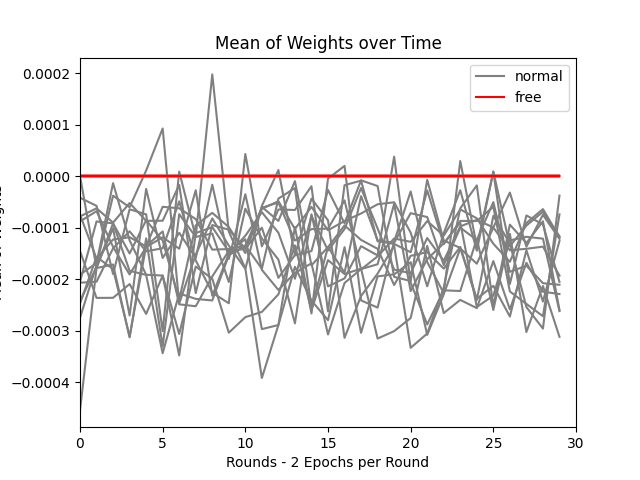 Mean of Weights over Time
normal
free
0.0002
0.0001
0.0000
−0.0001
−0.0002
−0.0003
−0.0004
0 5 10 15 20 25 30
Rounds - 2 Epochs per Round